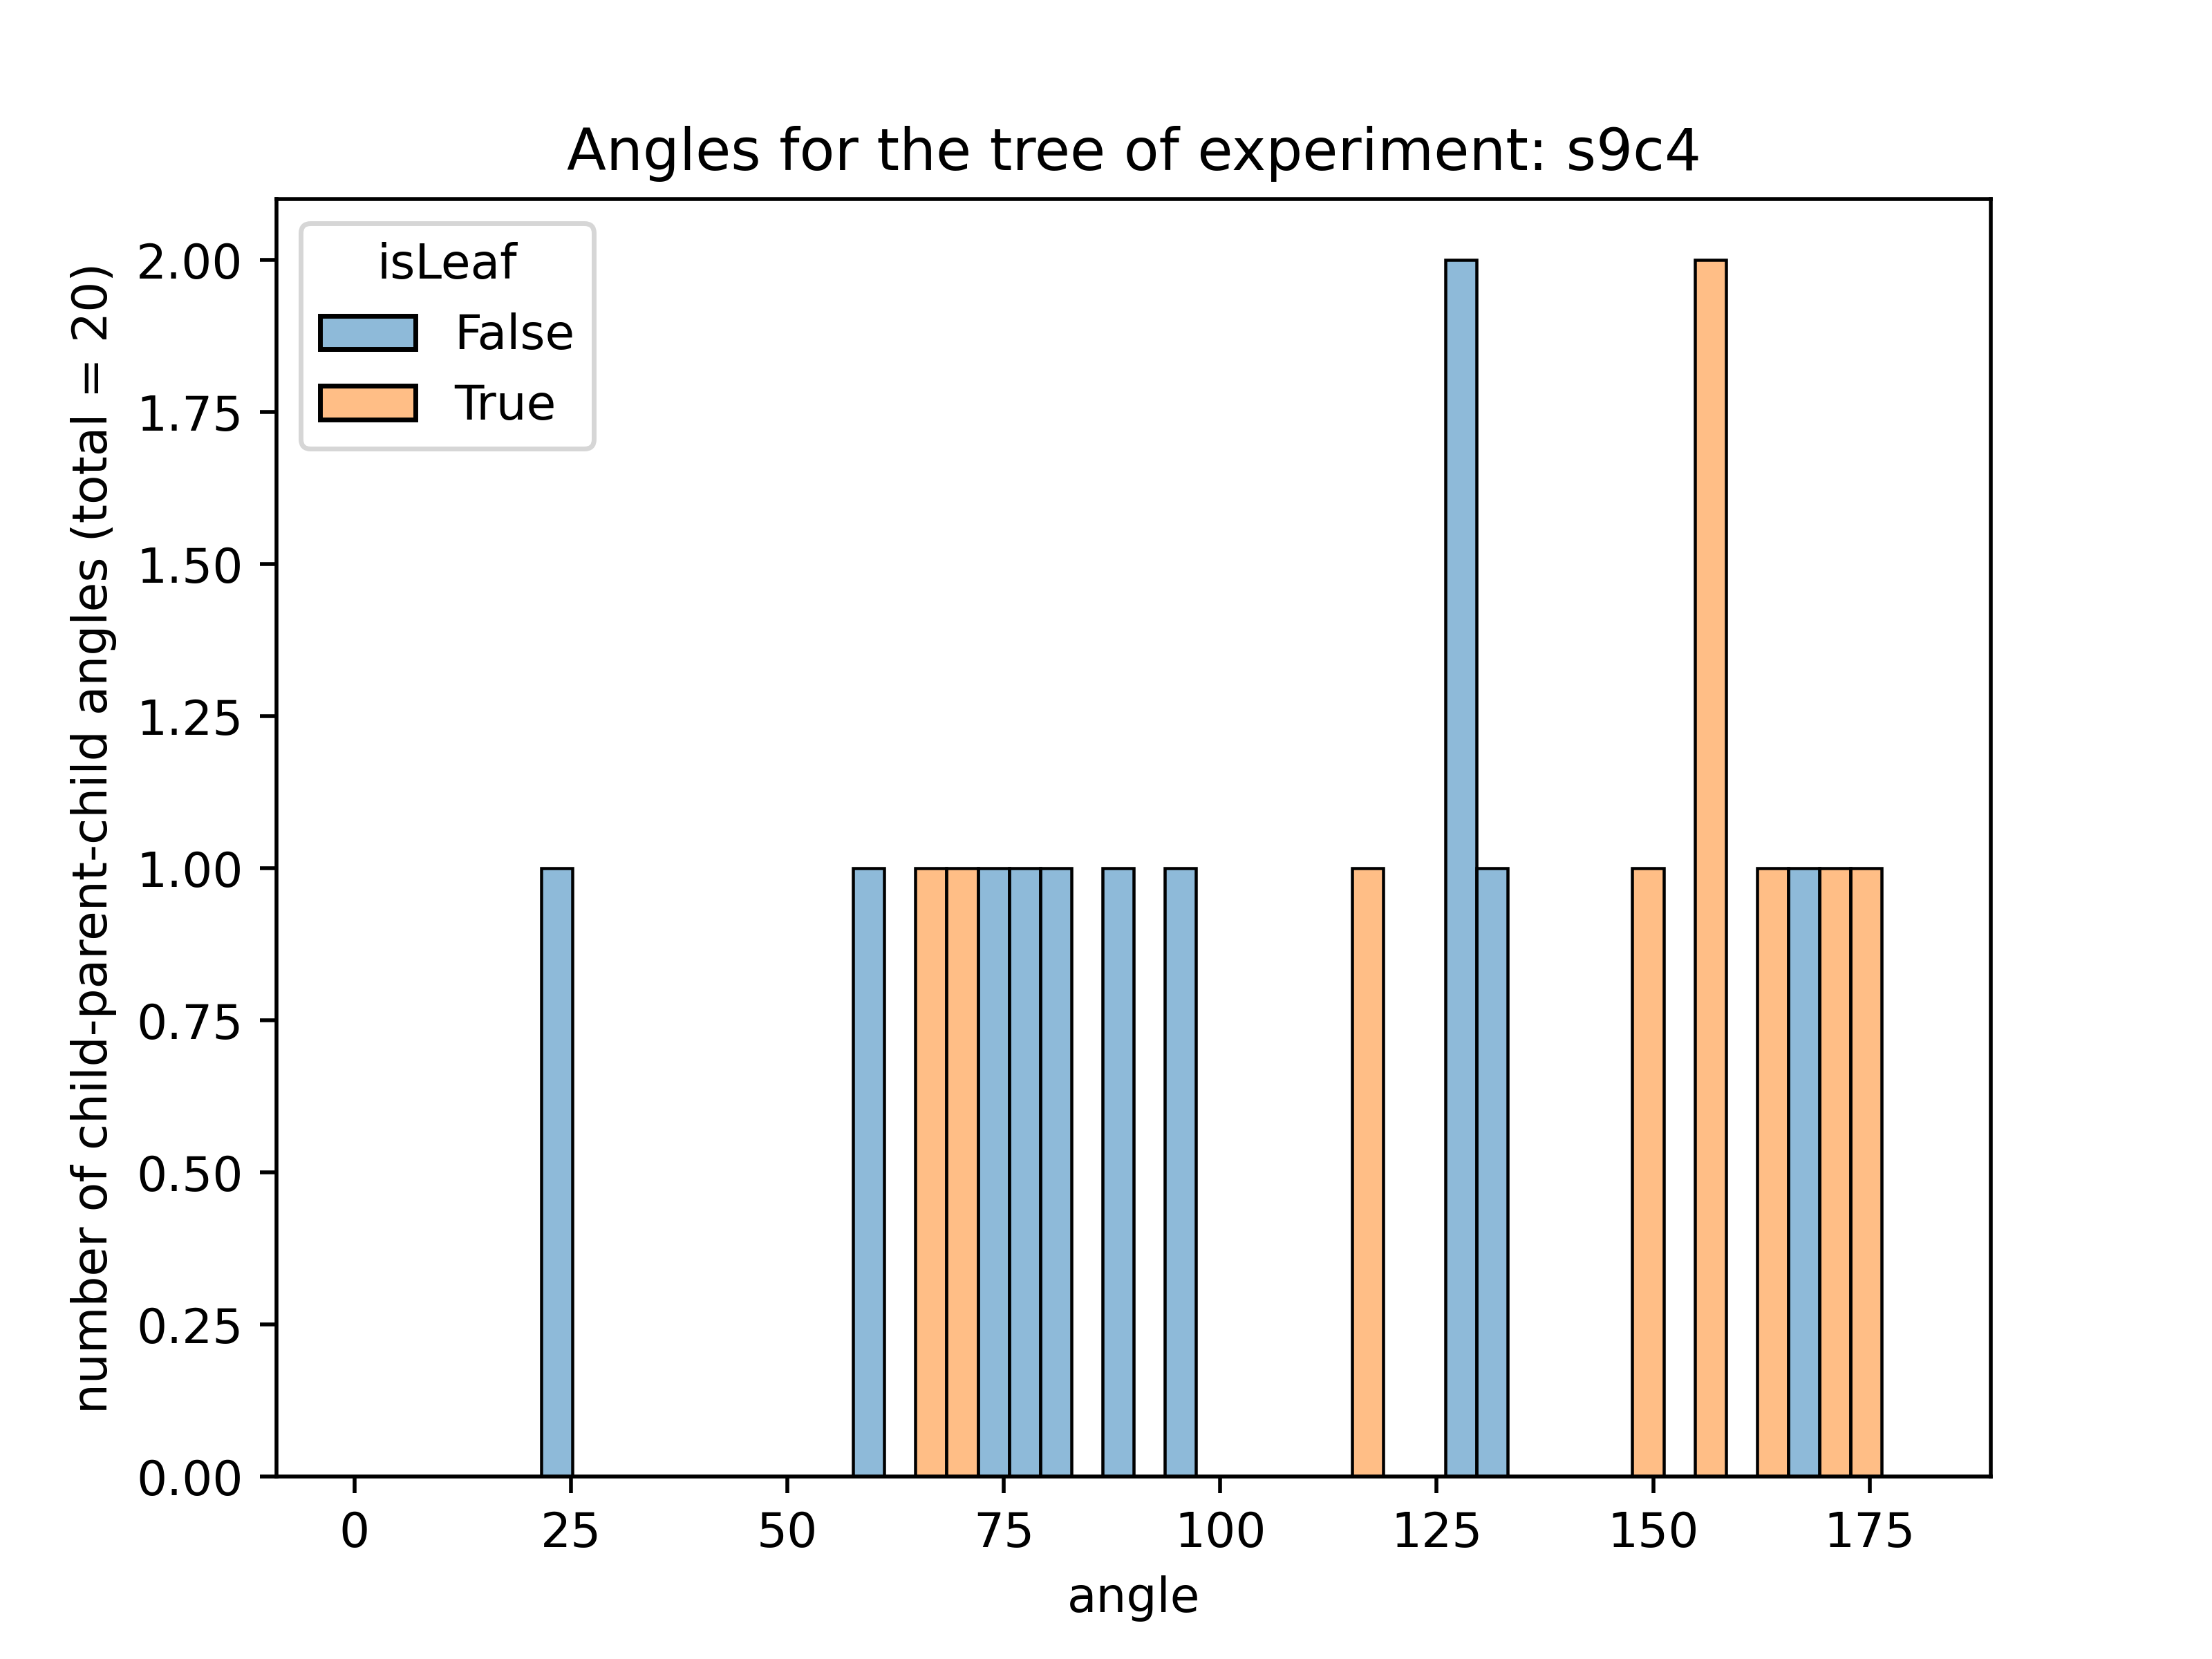 Angles for the tree of experiment: s9c4
isLeaf
False
True
number of child-parent-child angles (total = 20)
2.00
1.75
1.50
1.25
1.00
0.75
0.50
0.25
0.00
0 25 50 75 100 125 150 175
angle